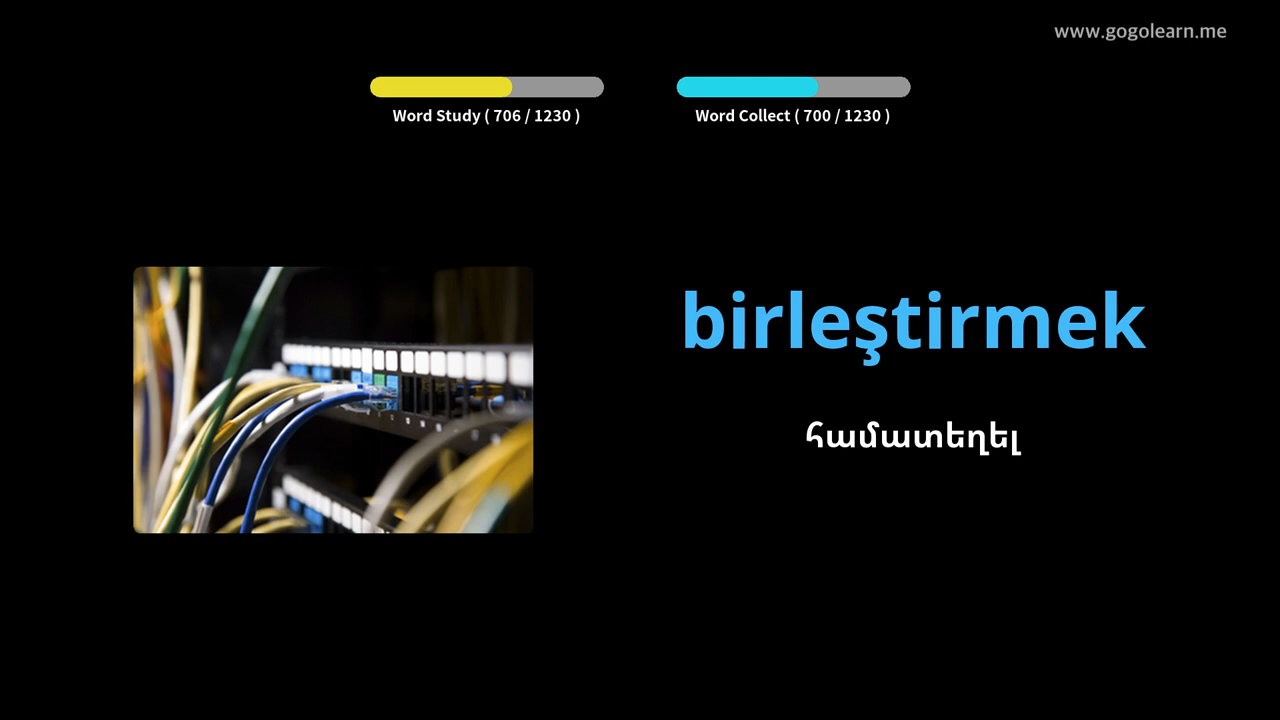 www.gogolearn.me
Word Study ( 706 / 1230 )
Word Collect ( 700 / 1230 )
birleştirmek
համատեղել